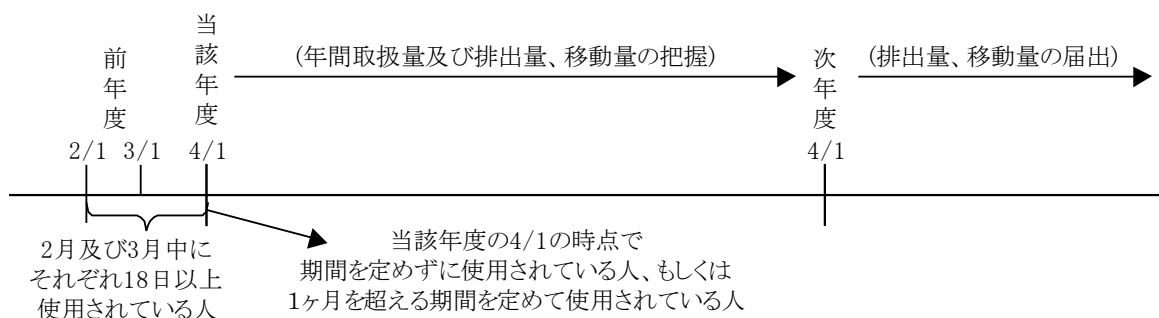 前年度
当該年度
(年間取扱量及び排出量、移動量の把握)
次年度
(排出量、移動量の届出)
2/1
3/1
4/1
4/1
2月及び3月中に
それぞれ18日以上
使用されている人
当該年度の4/1の時点で
期間を定めずに使用されている人、もしくは
1ヶ月を超える期間を定めて使用されている人